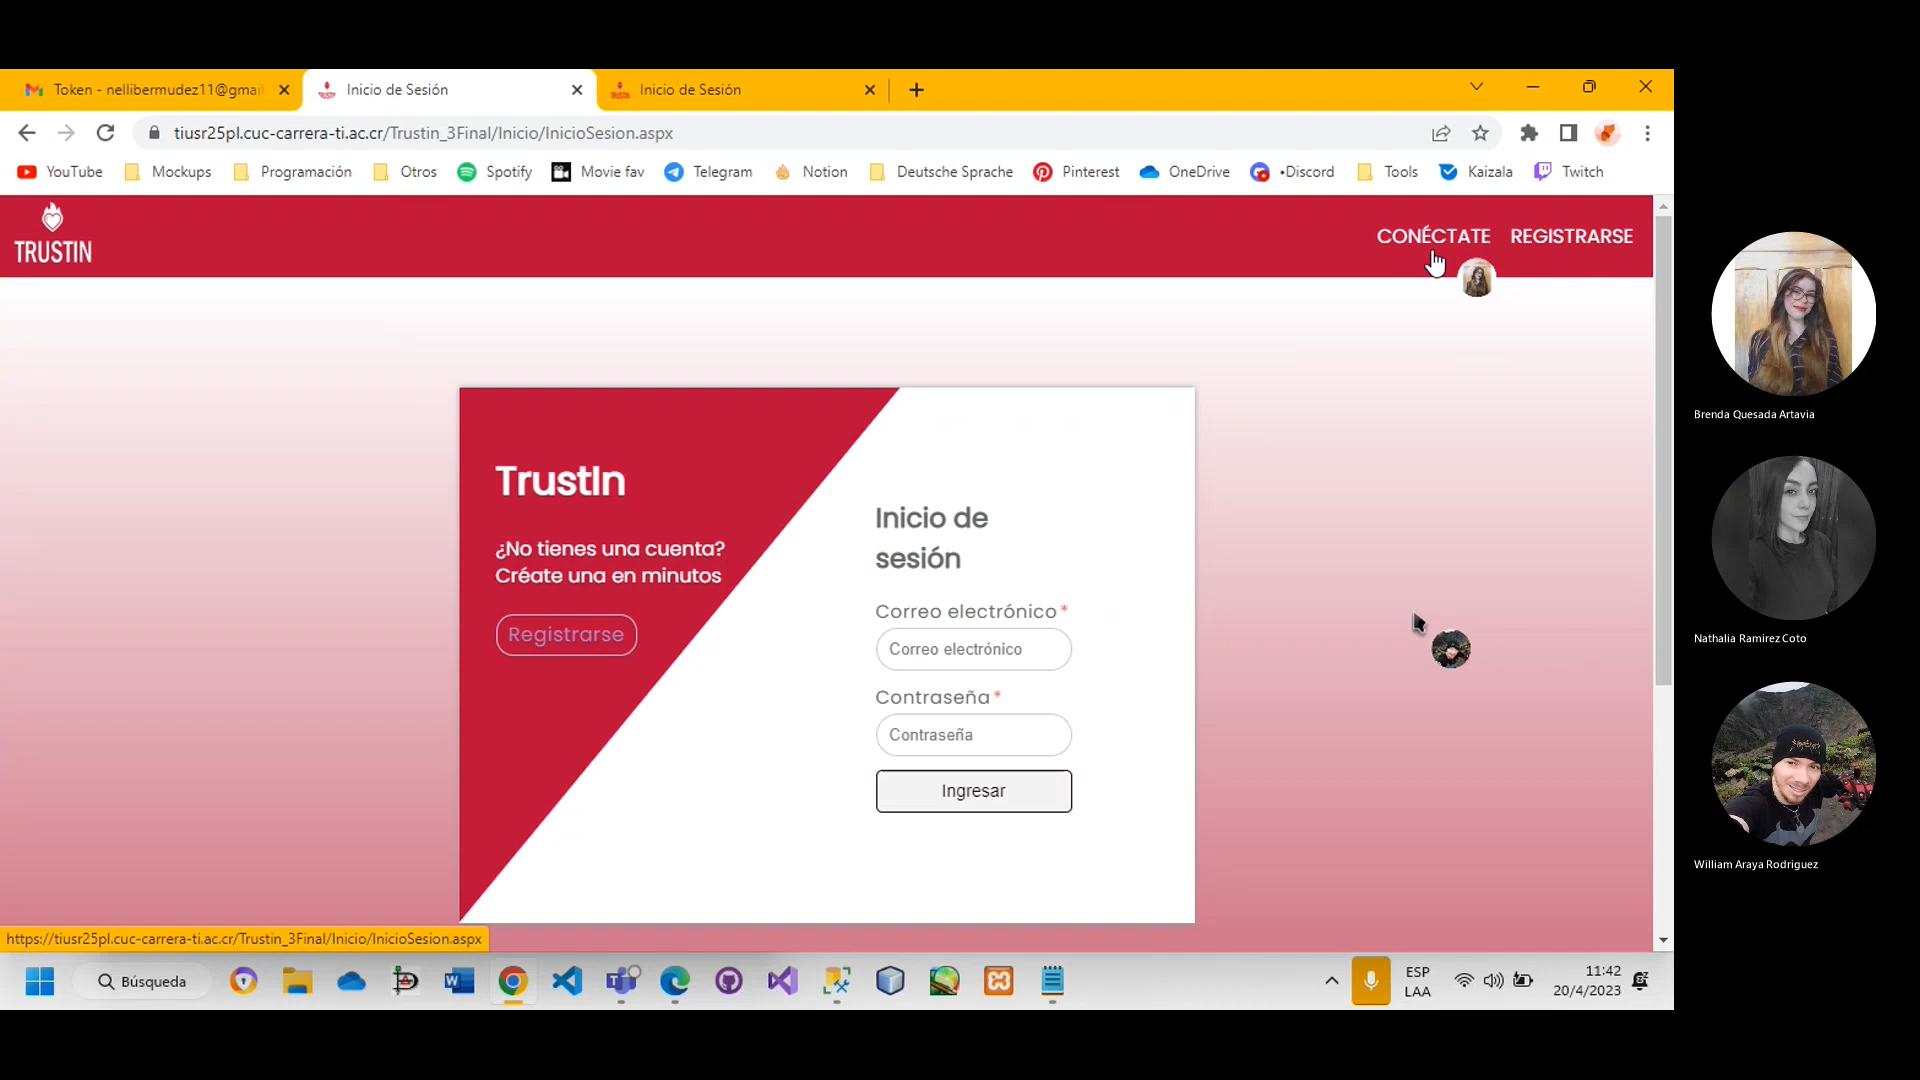 Token - nellibermudez11@gmai
Inicio de Sesión
Inicio de Sesión
tiusr25pl.cuc-carrera-ti.ac.cr/Trustin_3Final/Inicio/InicioSesion.aspx
YouTube
Mockups
Programación
Otros
Spotify
Movie fav
Telegram
Notion
Deutsche Sprache
Pinterest
OneDrive
•Discord
Tools
Kaizala
Twitch
TRUSTIN
CONÉCTATE
REGISTRARSE
TrustIn
¿No tienes una cuenta?
Créate una en minutos
Registrarse
Inicio de
sesión
Correo electrónico *
Correo electrónico
Contraseña *
Contraseña
Ingresar
Brenda Quesada Artavia
Nathalia Ramirez Coto
William Araya Rodriguez
https://tiusr25pl.cuc-carrera-ti.ac.cr/Trustin_3Final/Inicio/InicioSesion.aspx
Búsqueda
ESP
LAA
11:42
20/4/2023